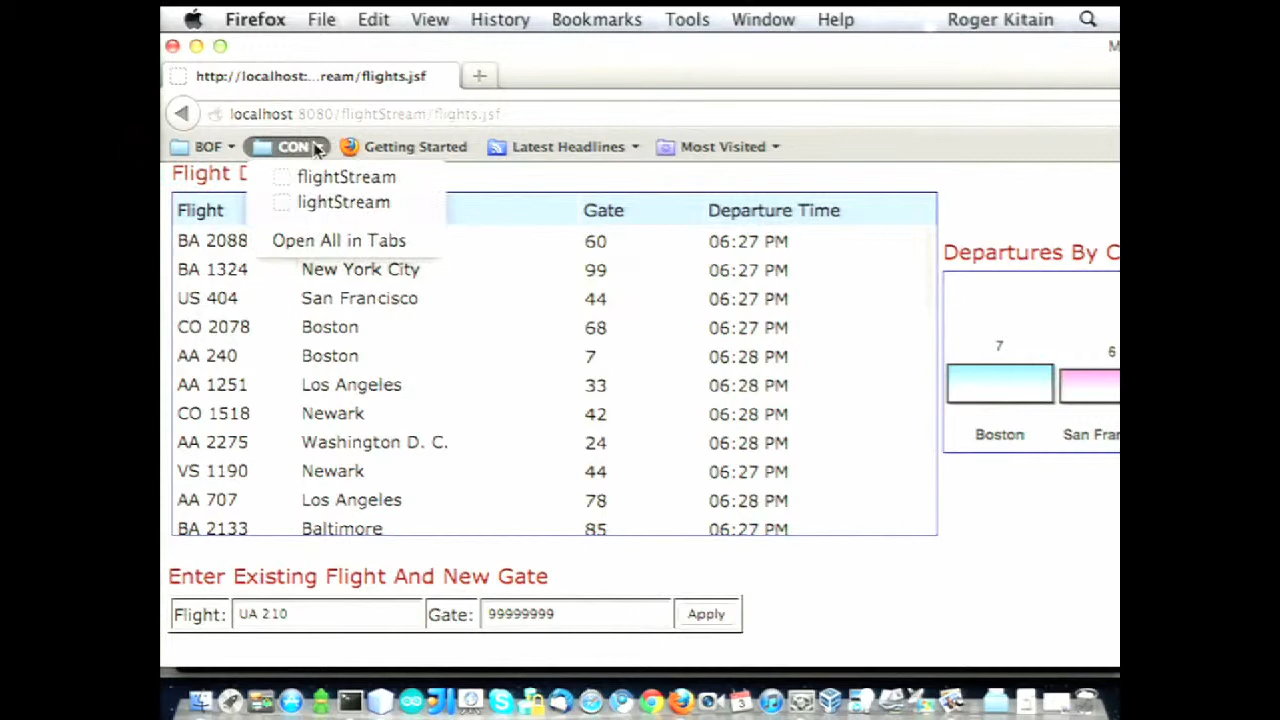 Firefox File Edit View History Bookmarks Tools Window Help Roger Kitain
M
http://localhost:...ream/flights.jsf
localhost:8080/flightStream/flights.jsf
BOF CON Getting Started Latest Headlines Most Visited
Flight D
flightStream
lightStream
Open All in Tabs
Flight Gate Departure Time
BA 2088 60 06:27 PM
BA 1324 New York City 99 06:27 PM
US 404 San Francisco 44 06:27 PM
CO 2078 Boston 68 06:27 PM
AA 240 Boston 7 06:28 PM
AA 1251 Los Angeles 33 06:28 PM
CO 1518 Newark 42 06:28 PM
AA 2275 Washington D. C. 24 06:28 PM
VS 1190 Newark 44 06:27 PM
AA 707 Los Angeles 78 06:28 PM
BA 2133 Baltimore 85 06:27 PM
Departures By C
7 6
Boston San Fran
Enter Existing Flight And New Gate
Flight: UA 210 Gate: 99999999 Apply